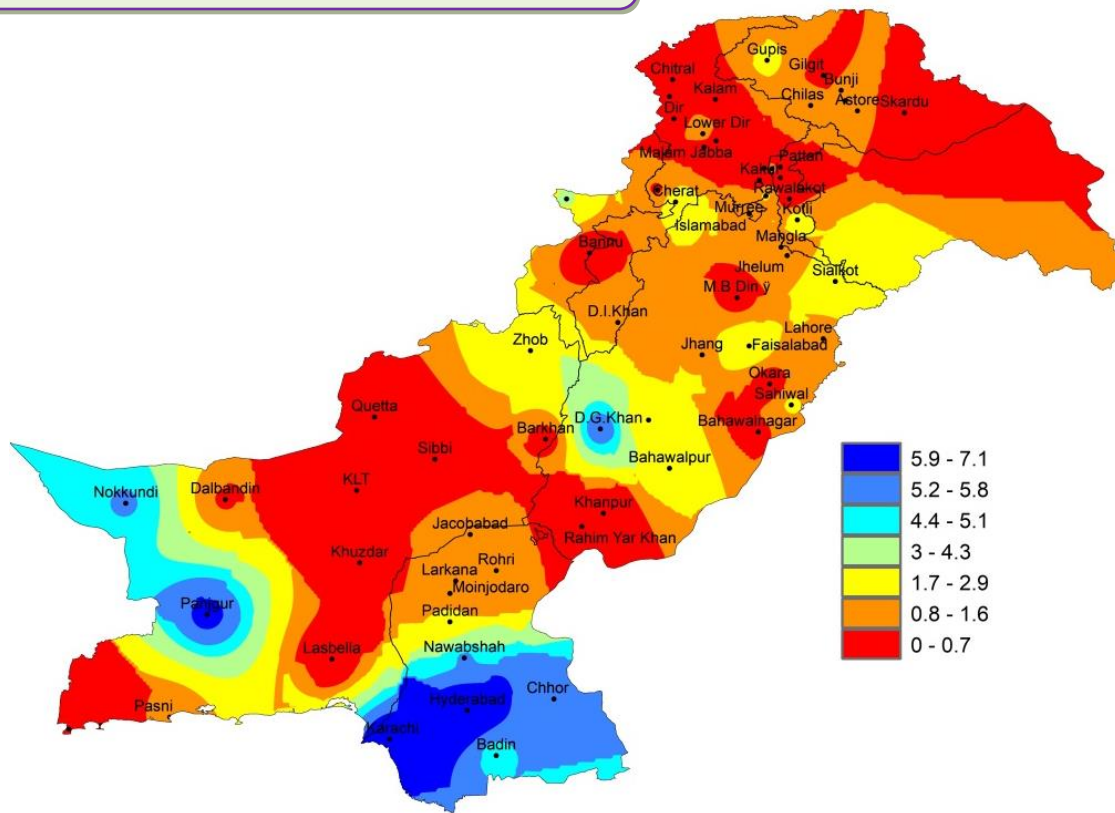 Gupis
Gilgit
Bunji
Chitral
Kalam
Chilas
Astore
Skardu
Dir
Lower Dir
Malam Jabba
Pattan
Kakul
Cherat
Rawalakot
Murree
Kotli
Islamabad
Mangla
Bannu
Jhelum
Sialkot
M.B Din ÿ
D.I.Khan
Lahore
Zhob
Jhang
Faisalabad
Okara
Sahiwal
Quetta
D.G.Khan
Barkhan
Bahawalnagar
Sibbi
Bahawalpur
5.9 - 7.1
5.2 - 5.8
4.4 - 5.1
3 - 4.3
1.7 - 2.9
0.8 - 1.6
0 - 0.7
Nokkundi
Dalbandin
KLT
Khanpur
Jacobabad
Rahim Yar Khan
Khuzdar
Rohri
Larkana
Moinjodaro
Panjgur
Padidan
Lasbella
Nawabshah
Pasni
Hyderabad
Chhor
Karachi
Badin